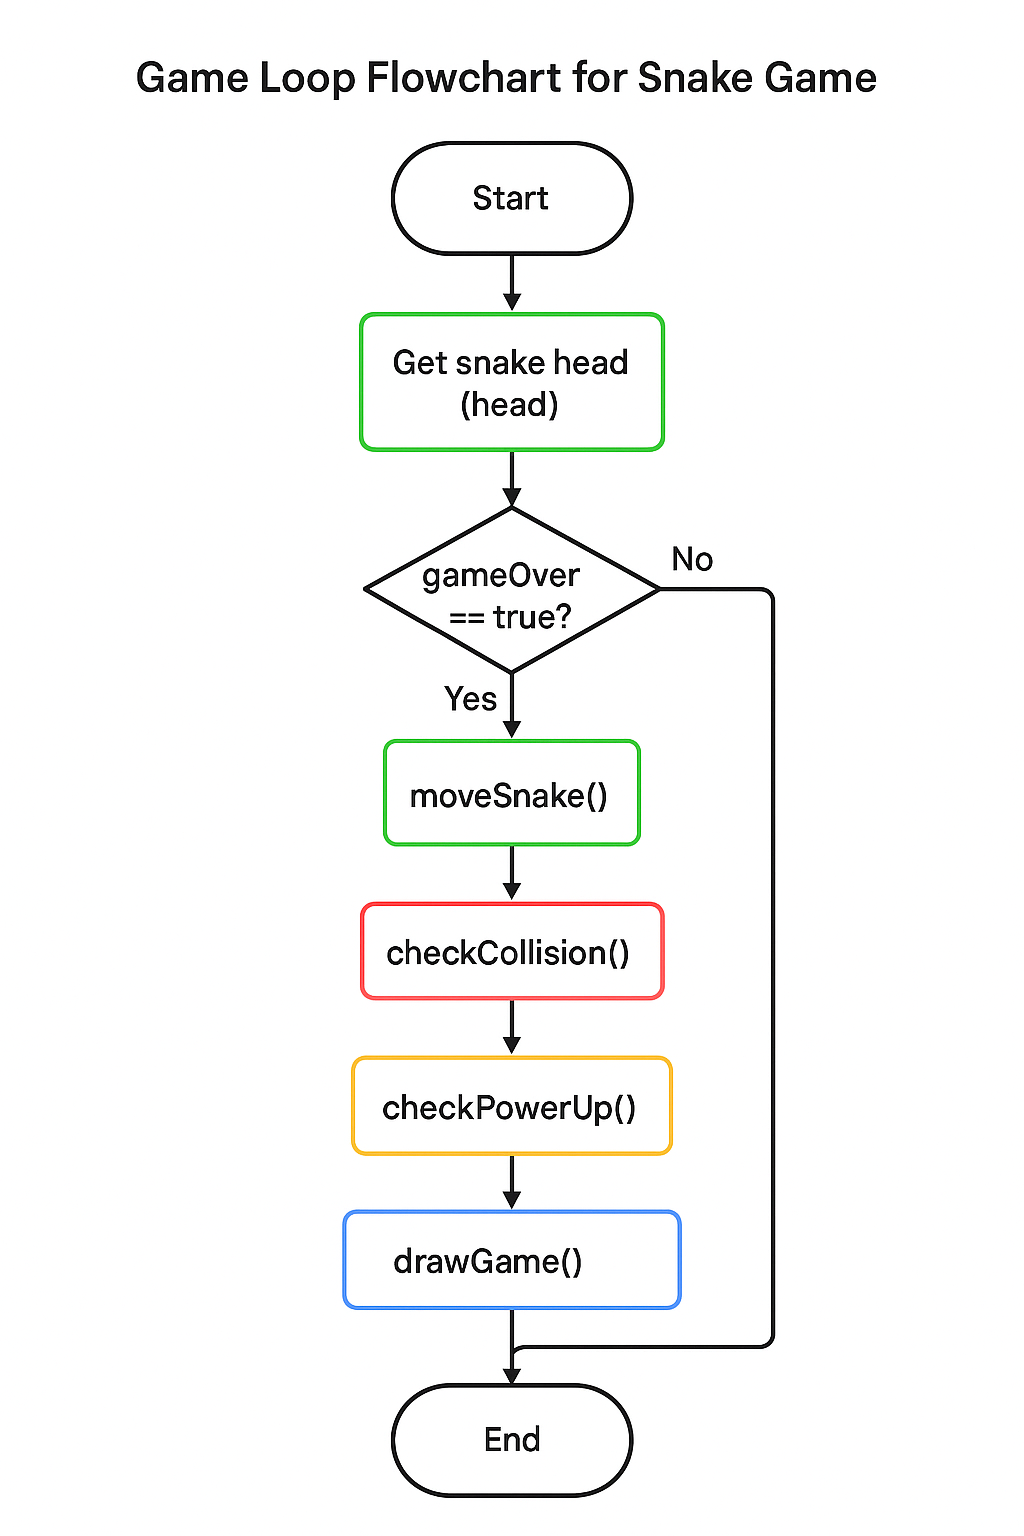 Game Loop Flowchart for Snake Game
Start
Get snake head
(head)
gameOver
== true?
No
Yes
moveSnake()
checkCollision()
checkPowerUp()
drawGame()
End